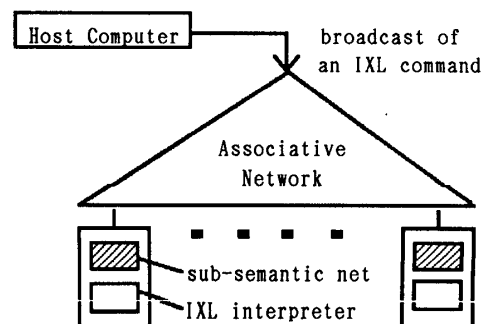 Host Computer
broadcast of
an IXL command
Associative
Network
sub-semantic net
IXL interpreter